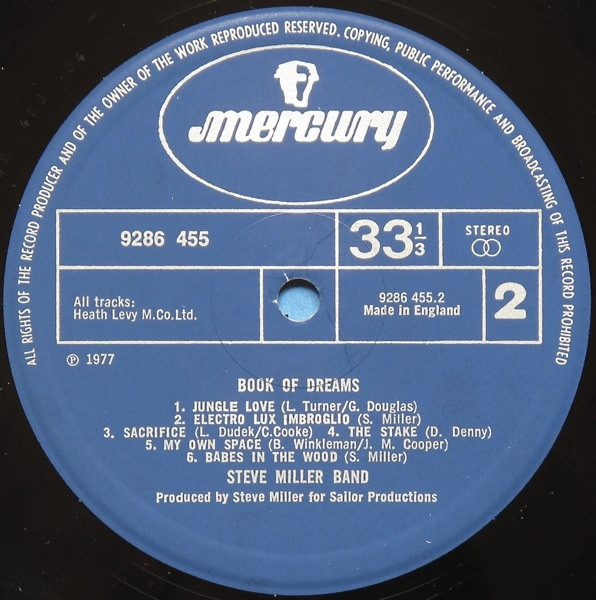 ALL RIGHTS OF THE RECORD PRODUCER AND OF THE OWNER OF THE WORK REPRODUCED RESERVED. COPYING, PUBLIC PERFORMANCE AND BROADCASTING OF THIS RECORD PROHIBITED
mercury
9286 455
33 1/3
STEREO
All tracks:
Heath Levy M.Co.Ltd.
9286 455.2
Made in England
2
℗ 1977
BOOK OF DREAMS
1. JUNGLE LOVE (L. Turner/G. Douglas)
2. ELECTRO LUX IMBROGLIO (S. Miller)
3. SACRIFICE (L. Dudek/C.Cooke) 4. THE STAKE (D. Denny)
5. MY OWN SPACE (B. Winkleman/J. M. Cooper)
6. BABES IN THE WOOD (S. Miller)
STEVE MILLER BAND
Produced by Steve Miller for Sailor Productions